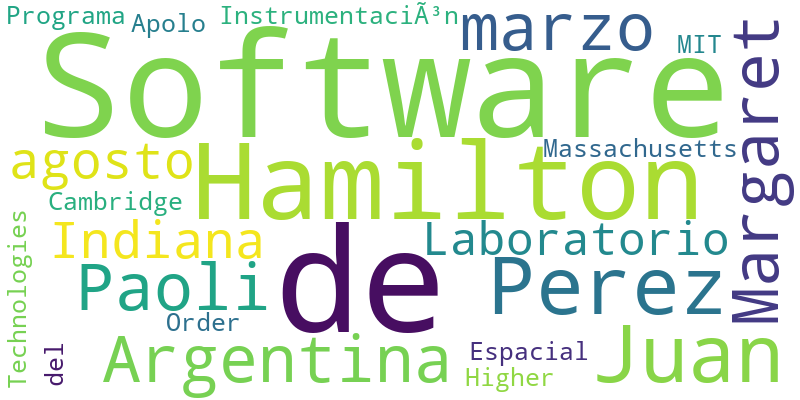 Programa
Apolo
InstrumentaciÃ³n
marzo
MIT
Software
Margaret
agosto
Hamilton
Massachusetts
Cambridge
Indiana
de
Laboratorio
Technologies
Paoli
Perez
Order
del
Argentina
Espacial
Higher
Juan